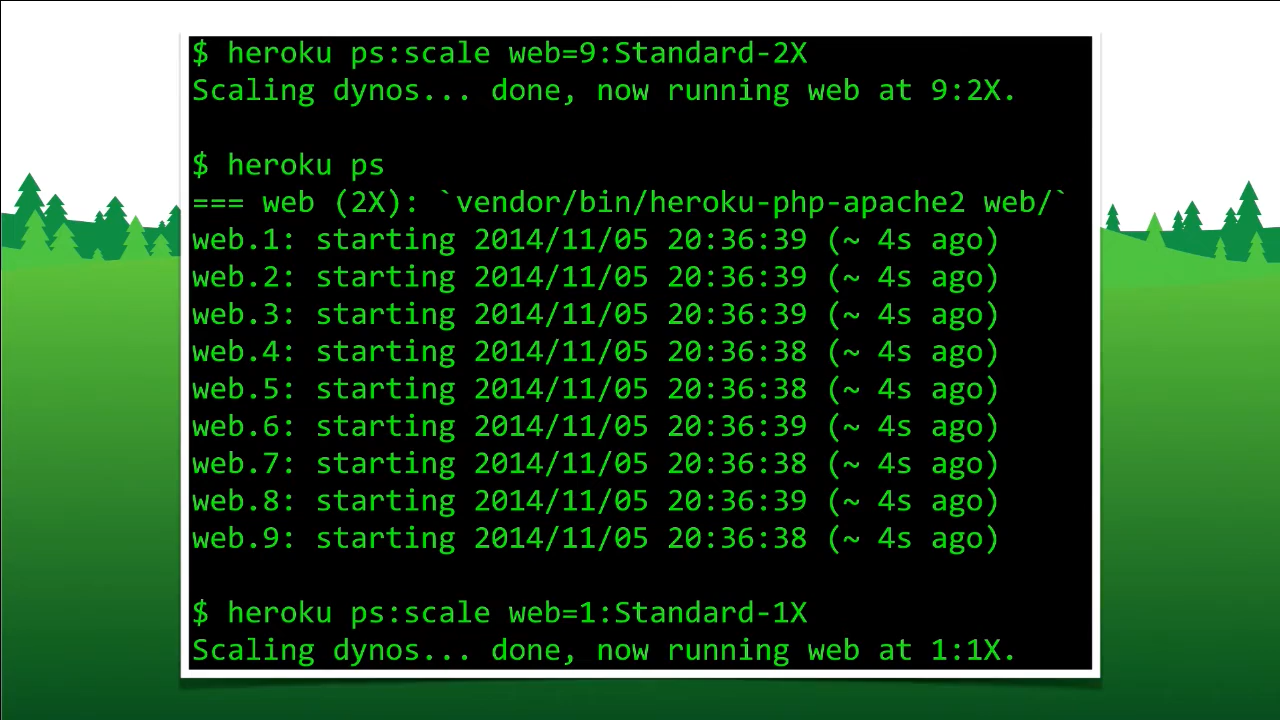 $ heroku ps:scale web=9:Standard-2X
Scaling dynos... done, now running web at 9:2X.
$ heroku ps
=== web (2X): `vendor/bin/heroku-php-apache2 web/`
web.1: starting 2014/11/05 20:36:39 (~ 4s ago)
web.2: starting 2014/11/05 20:36:39 (~ 4s ago)
web.3: starting 2014/11/05 20:36:39 (~ 4s ago)
web.4: starting 2014/11/05 20:36:38 (~ 4s ago)
web.5: starting 2014/11/05 20:36:38 (~ 4s ago)
web.6: starting 2014/11/05 20:36:39 (~ 4s ago)
web.7: starting 2014/11/05 20:36:38 (~ 4s ago)
web.8: starting 2014/11/05 20:36:39 (~ 4s ago)
web.9: starting 2014/11/05 20:36:38 (~ 4s ago)
$ heroku ps:scale web=1:Standard-1X
Scaling dynos... done, now running web at 1:1X.